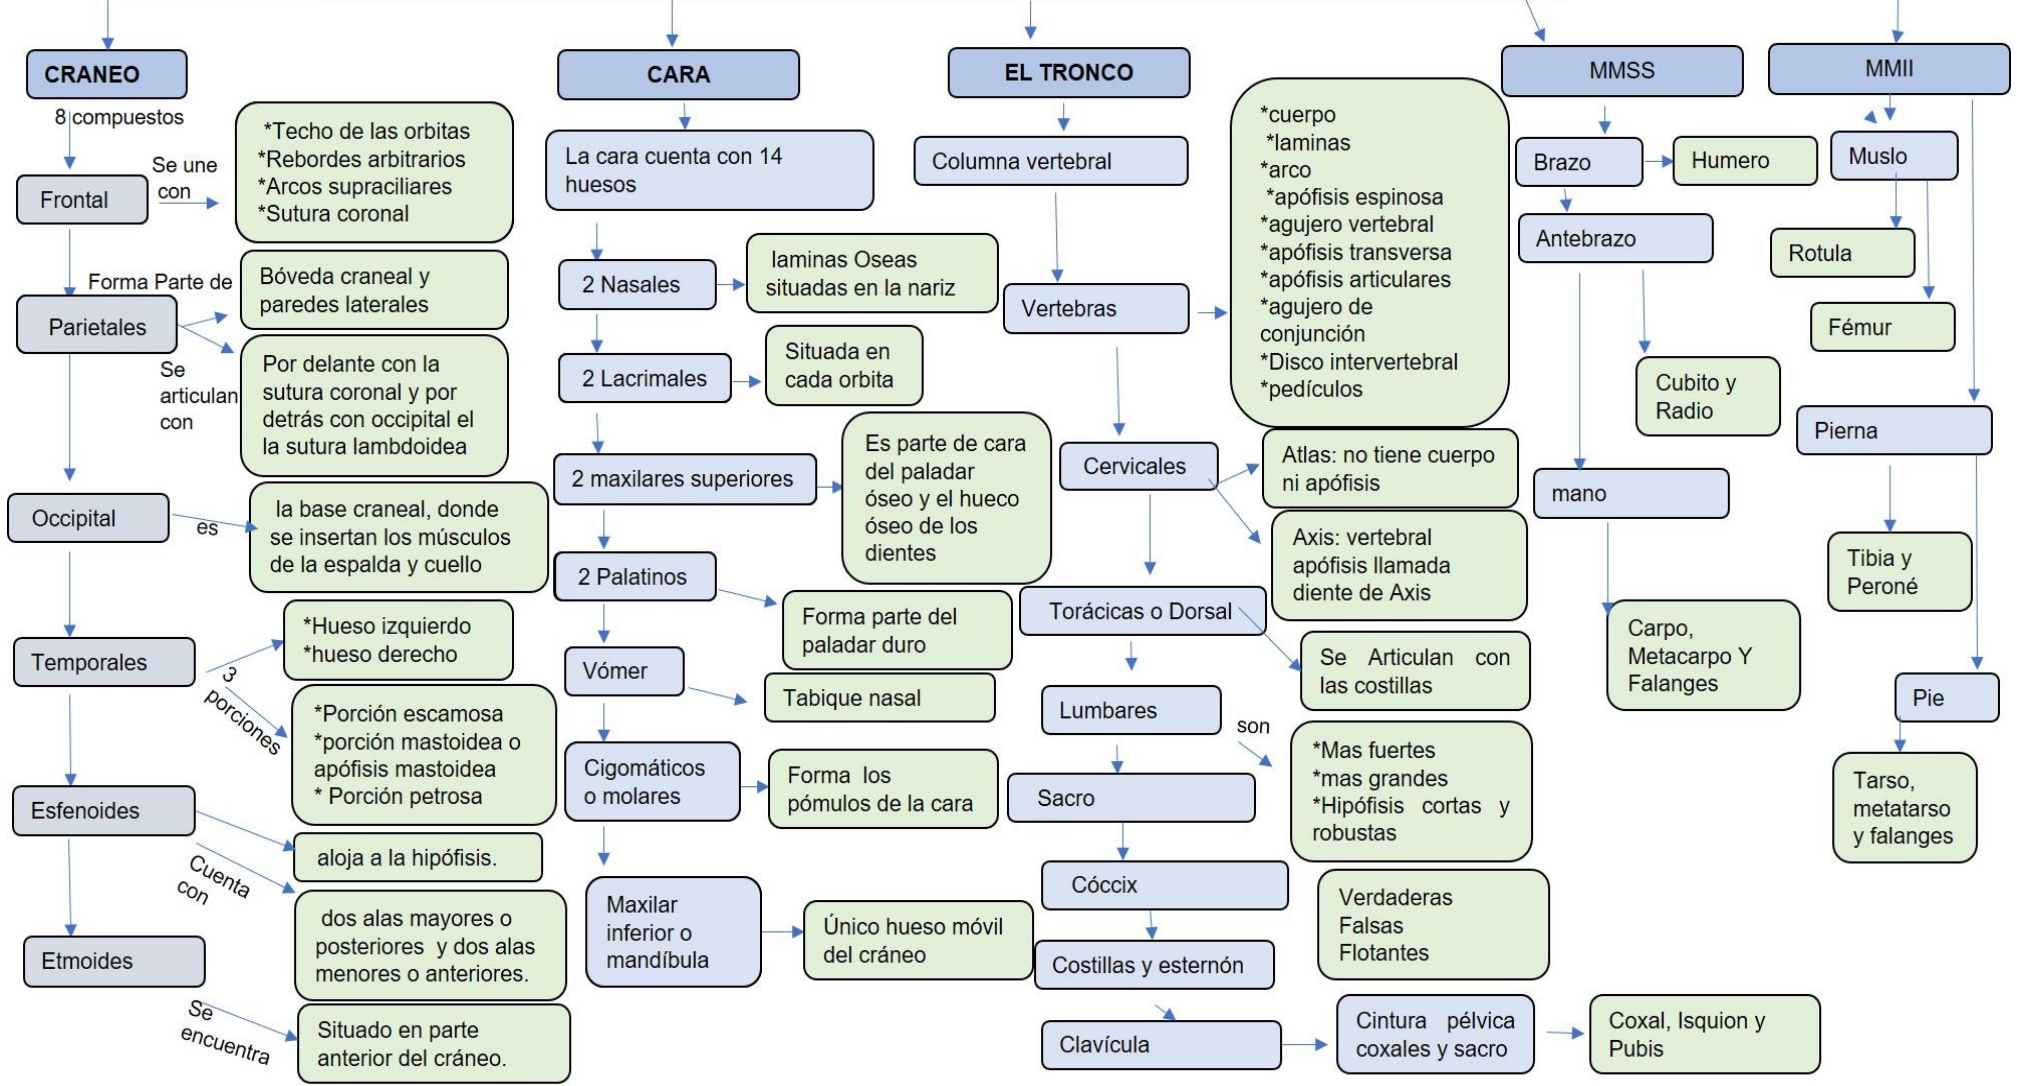 CRANEO
8 compuestos
Frontal
Se une
con
*Techo de las orbitas
*Rebordes arbitrarios
*Arcos supraciliares
*Sutura coronal
Forma Parte de
Parietales
Bóveda craneal y
paredes laterales
Se
articulan
con
Por delante con la
sutura coronal y por
detrás con occipital el
la sutura lambdoidea
Occipital
es
la base craneal, donde
se insertan los músculos
de la espalda y cuello
Temporales
*Hueso izquierdo
*hueso derecho
3
porciones
*Porción escamosa
*porción mastoidea o
apófisis mastoidea
* Porción petrosa
Esfenoides
aloja a la hipófisis.
Cuenta
con
dos alas mayores o
posteriores y dos alas
menores o anteriores.
Etmoides
Se
encuentra
Situado en parte
anterior del cráneo.
CARA
La cara cuenta con 14
huesos
2 Nasales
laminas Oseas
situadas en la nariz
2 Lacrimales
Situada en
cada orbita
2 maxilares superiores
Es parte de cara
del paladar
óseo y el hueco
óseo de los
dientes
2 Palatinos
Forma parte del
paladar duro
Vómer
Tabique nasal
Cigomáticos
o molares
Forma los
pómulos de la cara
Maxilar
inferior o
mandíbula
Único hueso móvil
del cráneo
EL TRONCO
Columna vertebral
Vertebras
*cuerpo
*laminas
*arco
*apófisis espinosa
*agujero vertebral
*apófisis transversa
*apófisis articulares
*agujero de
conjunción
*Disco intervertebral
*pedículos
Cervicales
Atlas: no tiene cuerpo
ni apófisis
Axis: vertebral
apófisis llamada
diente de Axis
Torácicas o Dorsal
Se Articulan con
las costillas
Lumbares
son
*Mas fuertes
*mas grandes
*Hipófisis cortas y
robustas
Sacro
Cóccix
Costillas y esternón
Verdaderas
Falsas
Flotantes
Clavícula
Cintura pélvica
coxales y sacro
Coxal, Isquion y
Pubis
MMSS
Brazo
Humero
Antebrazo
Cubito y
Radio
mano
Carpo,
Metacarpo Y
Falanges
MMII
Muslo
Rotula
Fémur
Pierna
Tibia y
Peroné
Pie
Tarso,
metatarso
y falanges